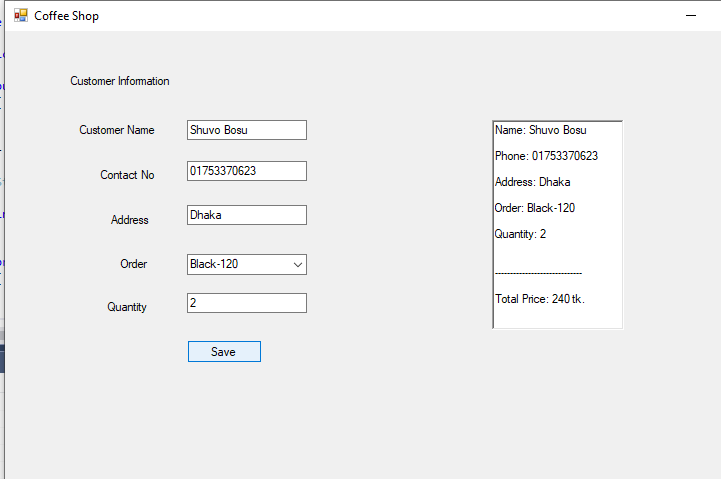 Coffee Shop
Customer Information
Customer Name
Shuvo Bosu
Contact No
01753370623
Address
Dhaka
Order
Black-120
Quantity
2
Save
Name: Shuvo Bosu
Phone: 01753370623
Address: Dhaka
Order: Black-120
Quantity: 2
-----------------------------
Total Price: 240 tk.